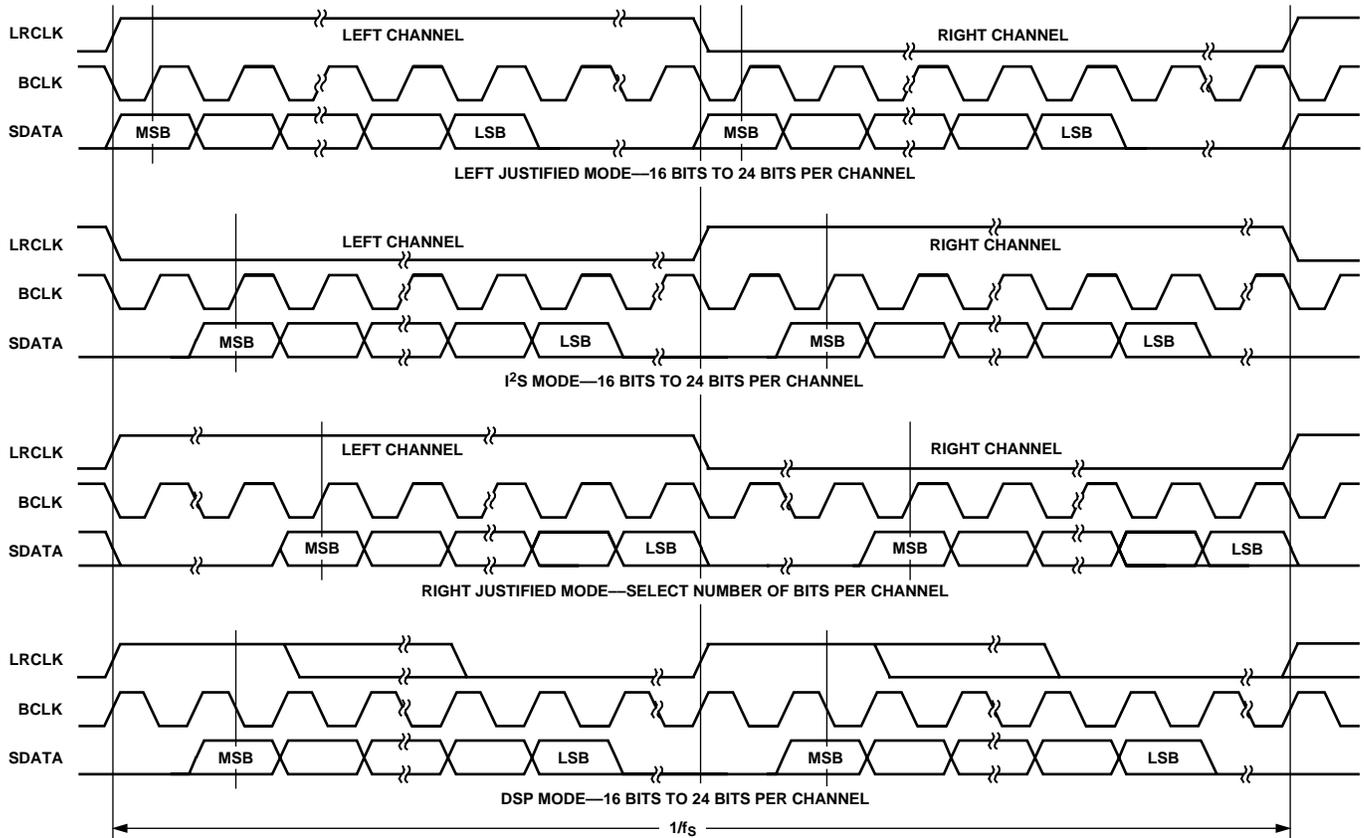 LRCLK
LEFT CHANNEL
RIGHT CHANNEL
BCLK
SDATA
MSB
LSB
MSB
LSB
LEFT JUSTIFIED MODE—16 BITS TO 24 BITS PER CHANNEL
LRCLK
LEFT CHANNEL
RIGHT CHANNEL
BCLK
SDATA
MSB
LSB
MSB
LSB
I²S MODE—16 BITS TO 24 BITS PER CHANNEL
LRCLK
LEFT CHANNEL
RIGHT CHANNEL
BCLK
SDATA
MSB
LSB
MSB
LSB
RIGHT JUSTIFIED MODE—SELECT NUMBER OF BITS PER CHANNEL
LRCLK
BCLK
SDATA
MSB
LSB
MSB
LSB
DSP MODE—16 BITS TO 24 BITS PER CHANNEL
1/fS